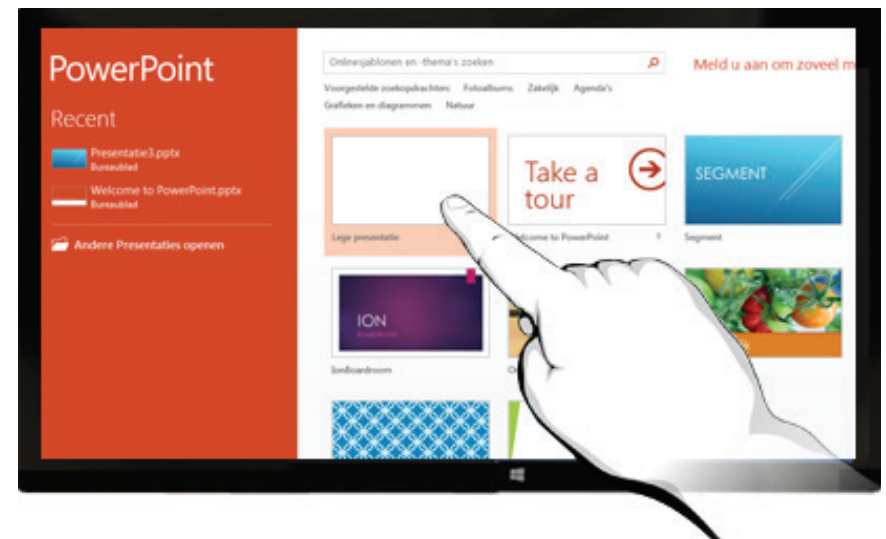 PowerPoint
Recent
Presentatie3.pptx
Bureaublad
Welcome to PowerPoint.pptx
Bureaublad
Andere Presentaties openen
Onlinesjablonen en -thema's zoeken
Meld u aan om zoveel m
Voorgestelde zoekopdrachten: Fotoalbums Zakelijk Agenda's
Grafieken en diagrammen Natuur
Take a
tour
SEGMENT
Lege presentatie
elcome to PowerPoint
Segment
ION
IonBoardroom